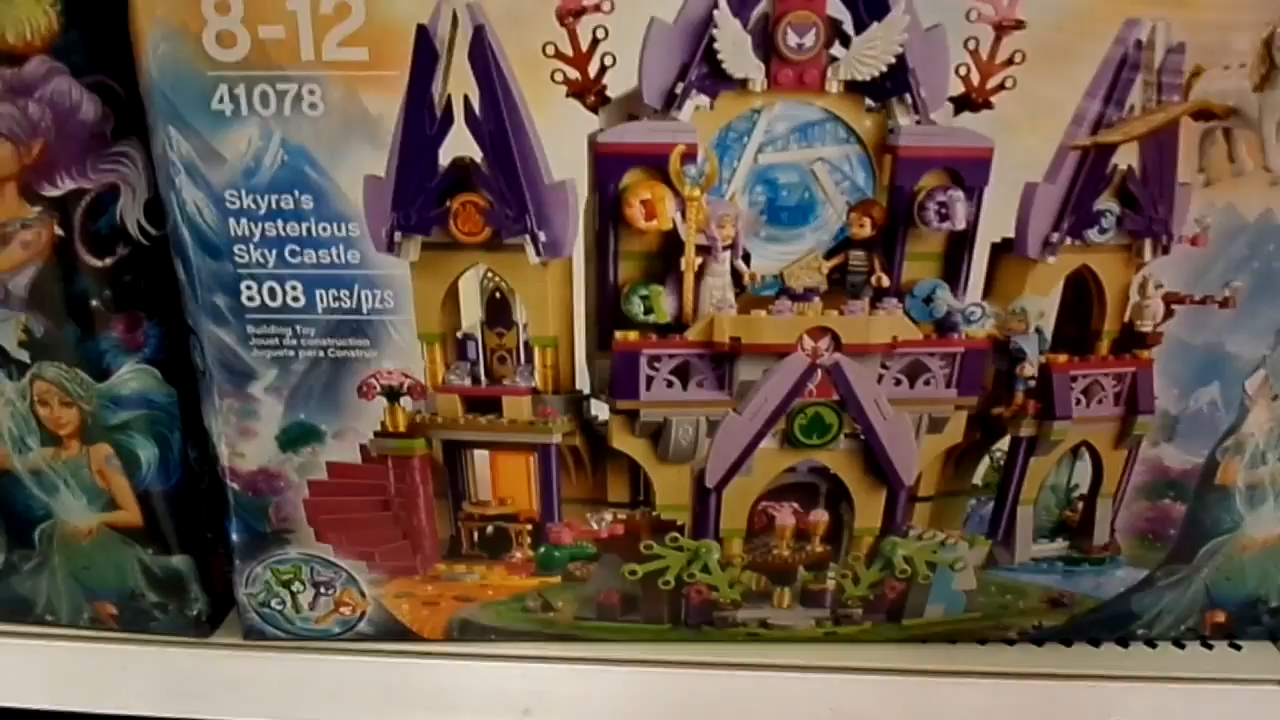 8-12
41078
Skyra's
Mysterious
Sky Castle
808 pcs/pzs
Building Toy
Jouet de construction
Juguete para Construir